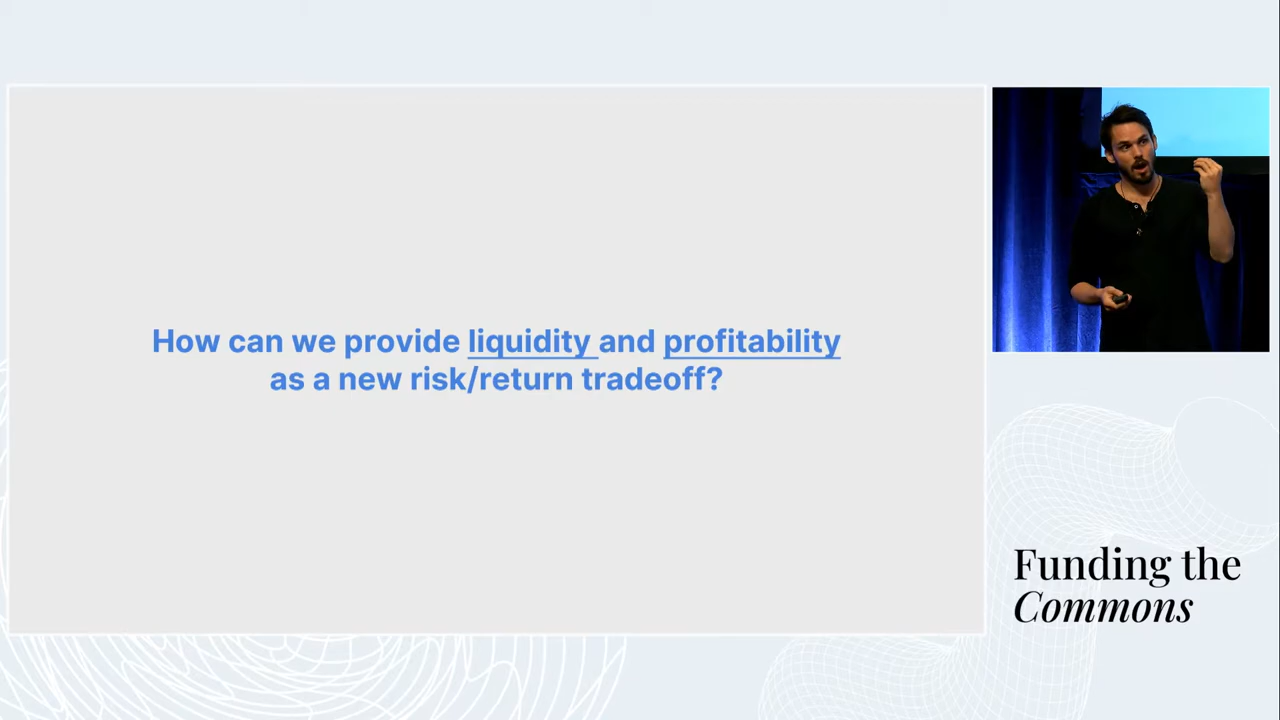 How can we provide liquidity and profitability
as a new risk/return tradeoff?
Funding the
Commons